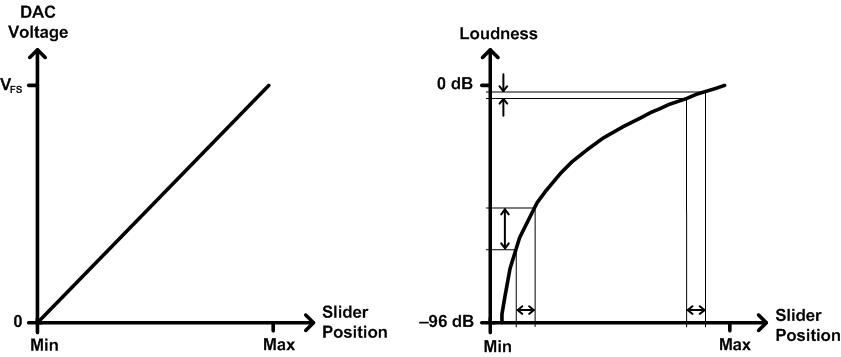 DAC
Voltage
VFS
0
Min
Max
Slider
Position
Loudness
0 dB
–96 dB
Min
Max
Slider
Position